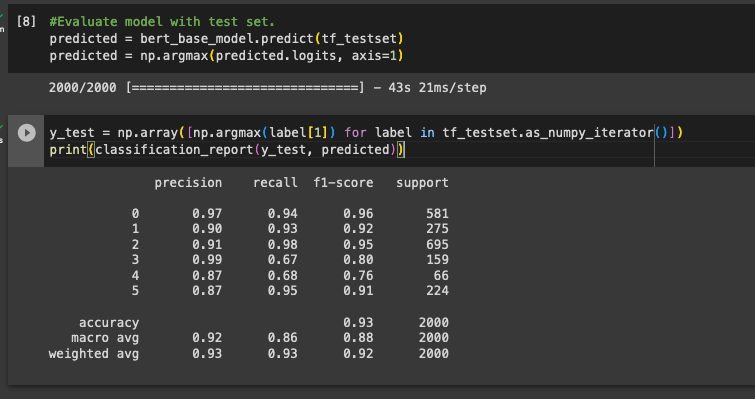 [8] #Evaluate model with test set.
predicted = bert_base_model.predict(tf_testset)
predicted = np.argmax(predicted.logits, axis=1)
2000/2000 [==============================] - 43s 21ms/step
y_test = np.array([np.argmax(label[1]) for label in tf_testset.as_numpy_iterator()])
print(classification_report(y_test, predicted))
precision recall f1-score support
0 0.97 0.94 0.96 581
1 0.90 0.93 0.92 275
2 0.91 0.98 0.95 695
3 0.99 0.67 0.80 159
4 0.87 0.68 0.76 66
5 0.87 0.95 0.91 224
accuracy 0.93 2000
macro avg 0.92 0.86 0.88 2000
weighted avg 0.93 0.93 0.92 2000